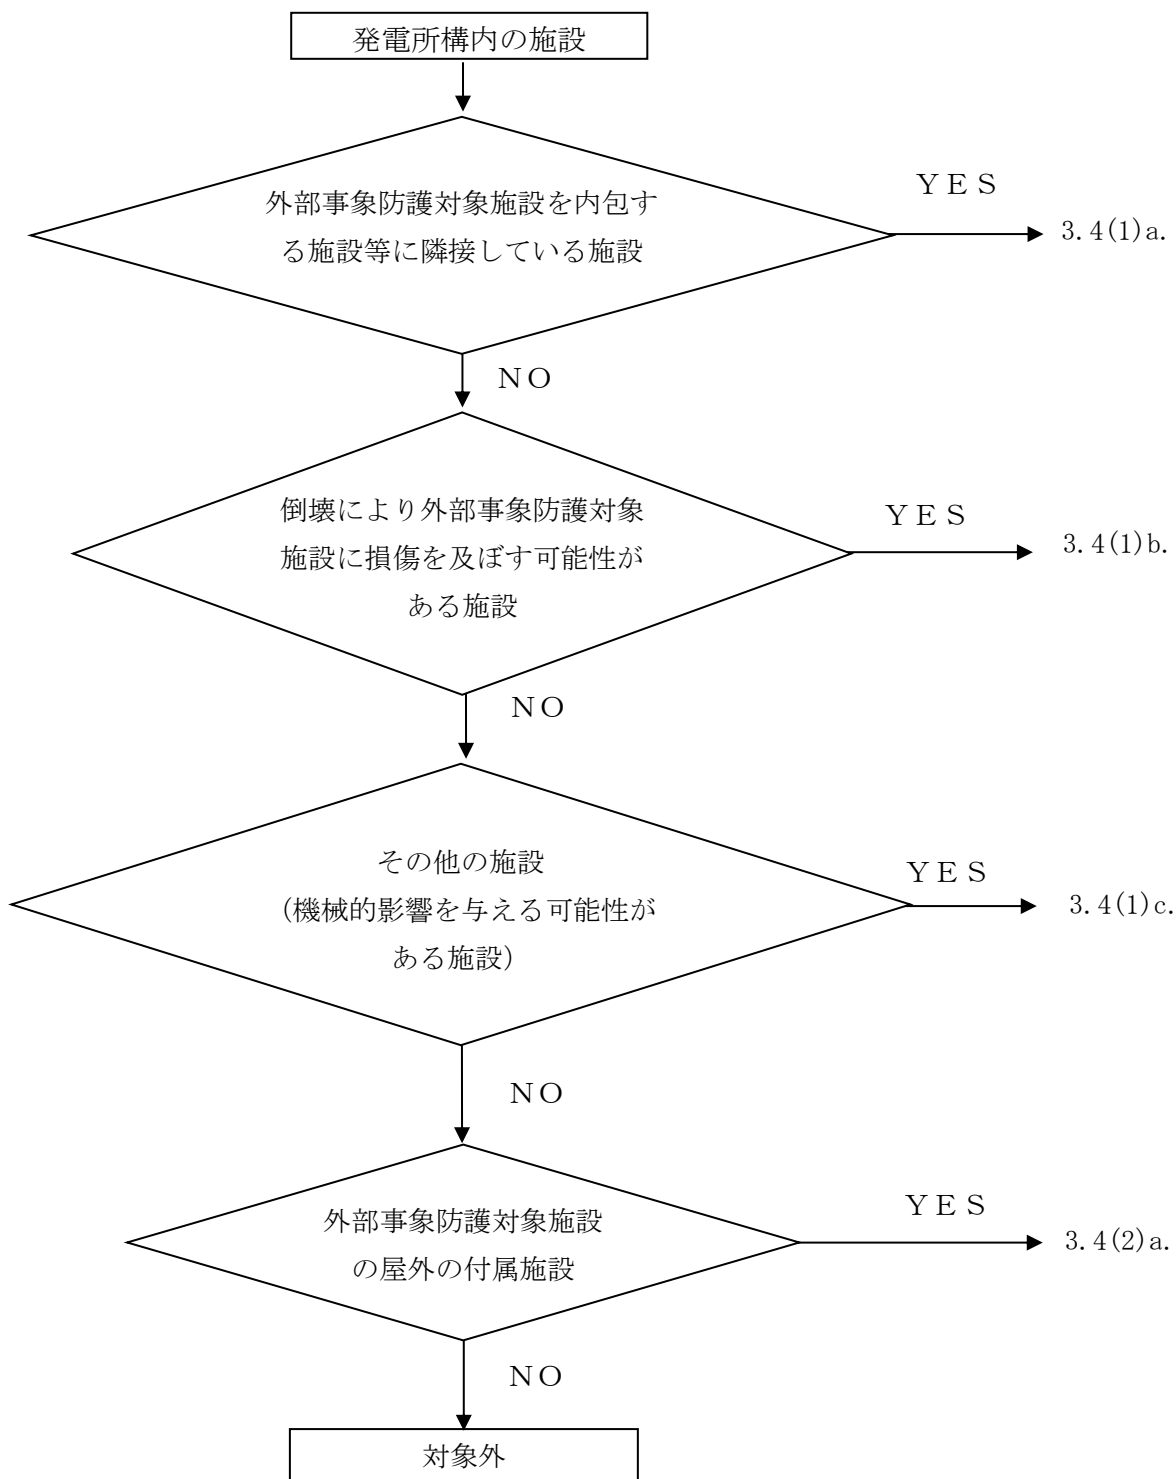 発電所構内の施設
外部事象防護対象施設を内包す
る施設等に隣接している施設
ＹＥＳ
3.4(1)a.
ＮＯ
倒壊により外部事象防護対象
施設に損傷を及ぼす可能性が
ある施設
ＹＥＳ
3.4(1)b.
ＮＯ
その他の施設
(機械的影響を与える可能性が
ある施設)
ＹＥＳ
3.4(1)c.
ＮＯ
外部事象防護対象施設
の屋外の付属施設
ＹＥＳ
3.4(2)a.
ＮＯ
対象外